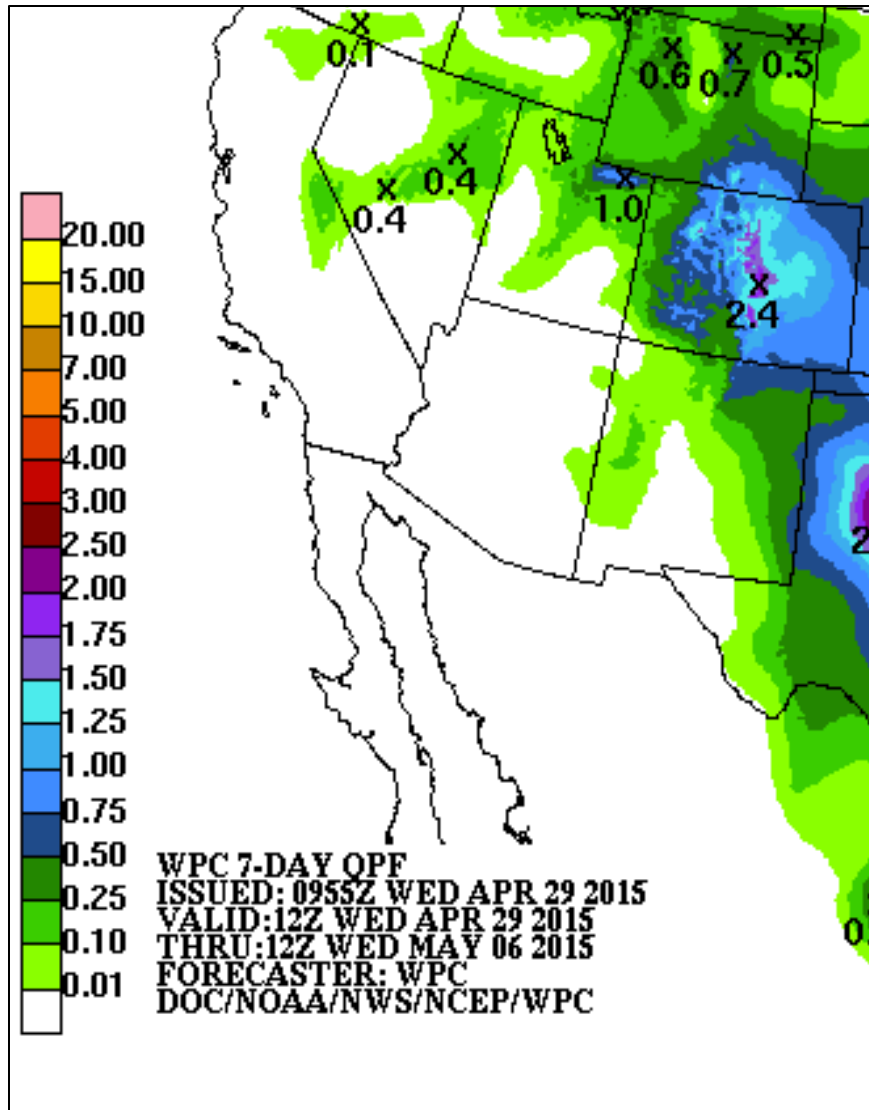 X
0.1
X
0.6
X
0.7
X
0.5
X
0.4
X
0.4
X
1.0
X
2.4
20.00
15.00
10.00
7.00
5.00
4.00
3.00
2.50
2.00
1.75
1.50
1.25
1.00
0.75
0.50
0.25
0.10
0.01
2
0.
WPC 7-DAY QPF
ISSUED: 0955Z WED APR 29 2015
VALID:12Z WED APR 29 2015
THRU:12Z WED MAY 06 2015
FORECASTER: WPC
DOC/NOAA/NWS/NCEP/WPC